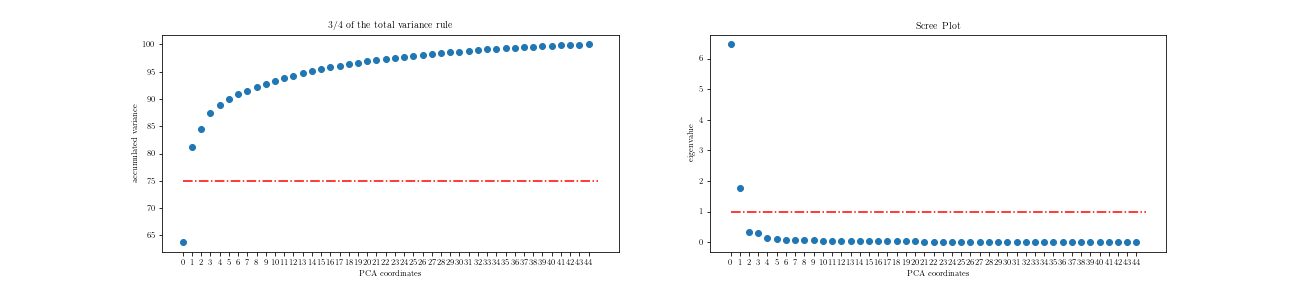 3/4 of the total variance rule
100
95
90
85
80
75
70
65
accumulated variance
0 1 2 3 4 5 6 7 8 9 10 11 12 13 14 15 16 17 18 19 20 21 22 23 24 25 26 27 28 29 30 31 32 33 34 35 36 37 38 39 40 41 42 43 44
PCA coordinates
Scree Plot
6
5
4
3
2
1
0
eigenvalue
0 1 2 3 4 5 6 7 8 9 10 11 12 13 14 15 16 17 18 19 20 21 22 23 24 25 26 27 28 29 30 31 32 33 34 35 36 37 38 39 40 41 42 43 44
PCA coordinates